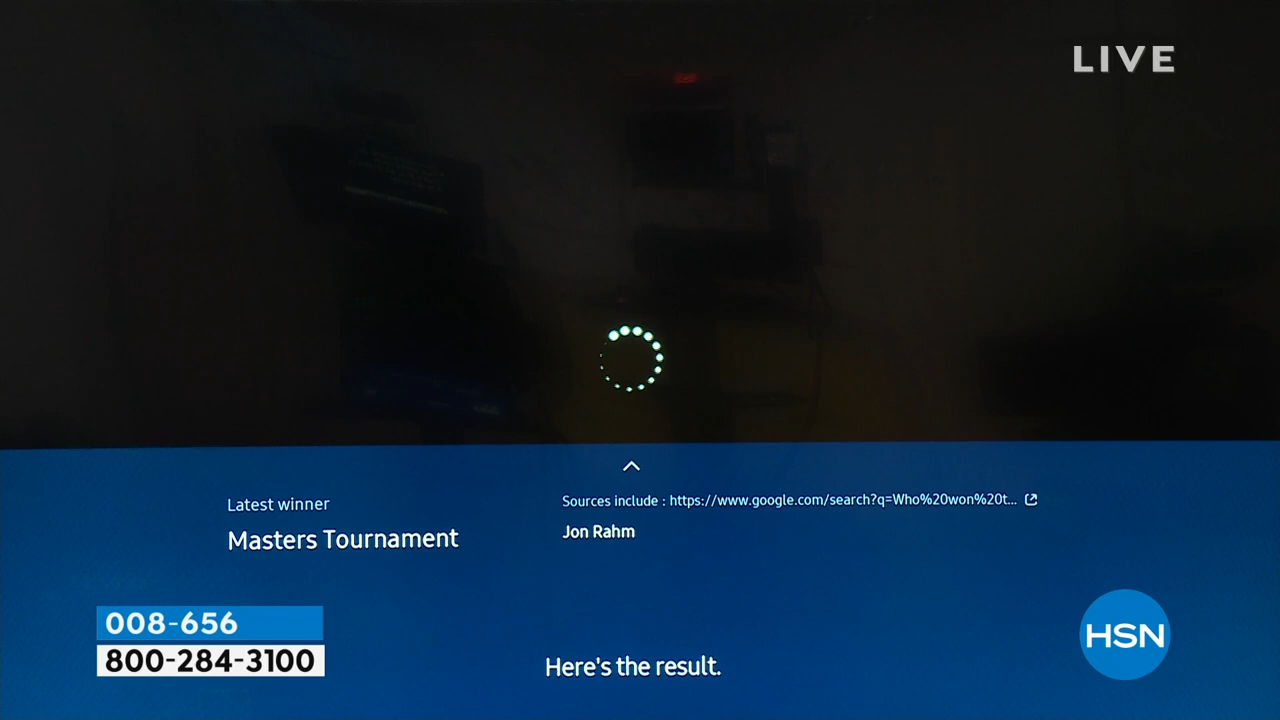 LIVE
Latest winner
Masters Tournament
Sources include : https://www.google.com/search?q=Who%20won%20t...
Jon Rahm
008-656
800-284-3100
HSN
Here's the result.